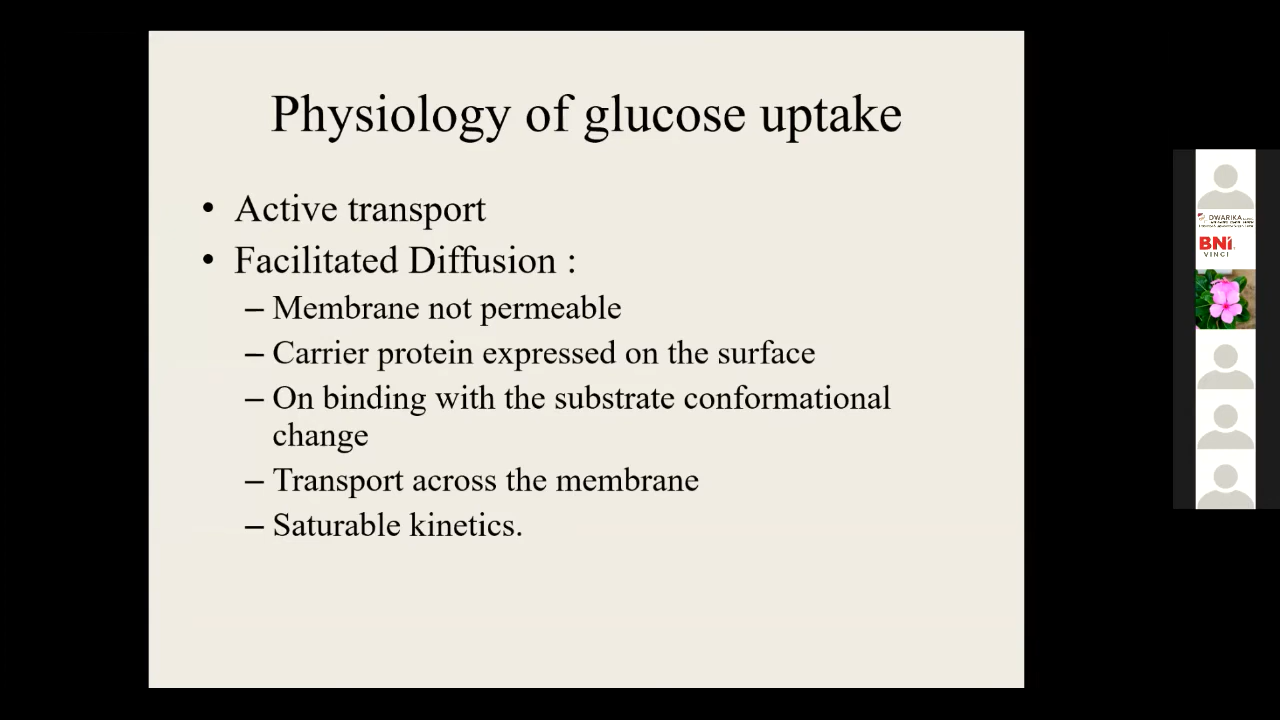 Physiology of glucose uptake
• Active transport
• Facilitated Diffusion :
– Membrane not permeable
– Carrier protein expressed on the surface
– On binding with the substrate conformational
change
– Transport across the membrane
– Saturable kinetics.
DWARIKA
BNI
VINCI